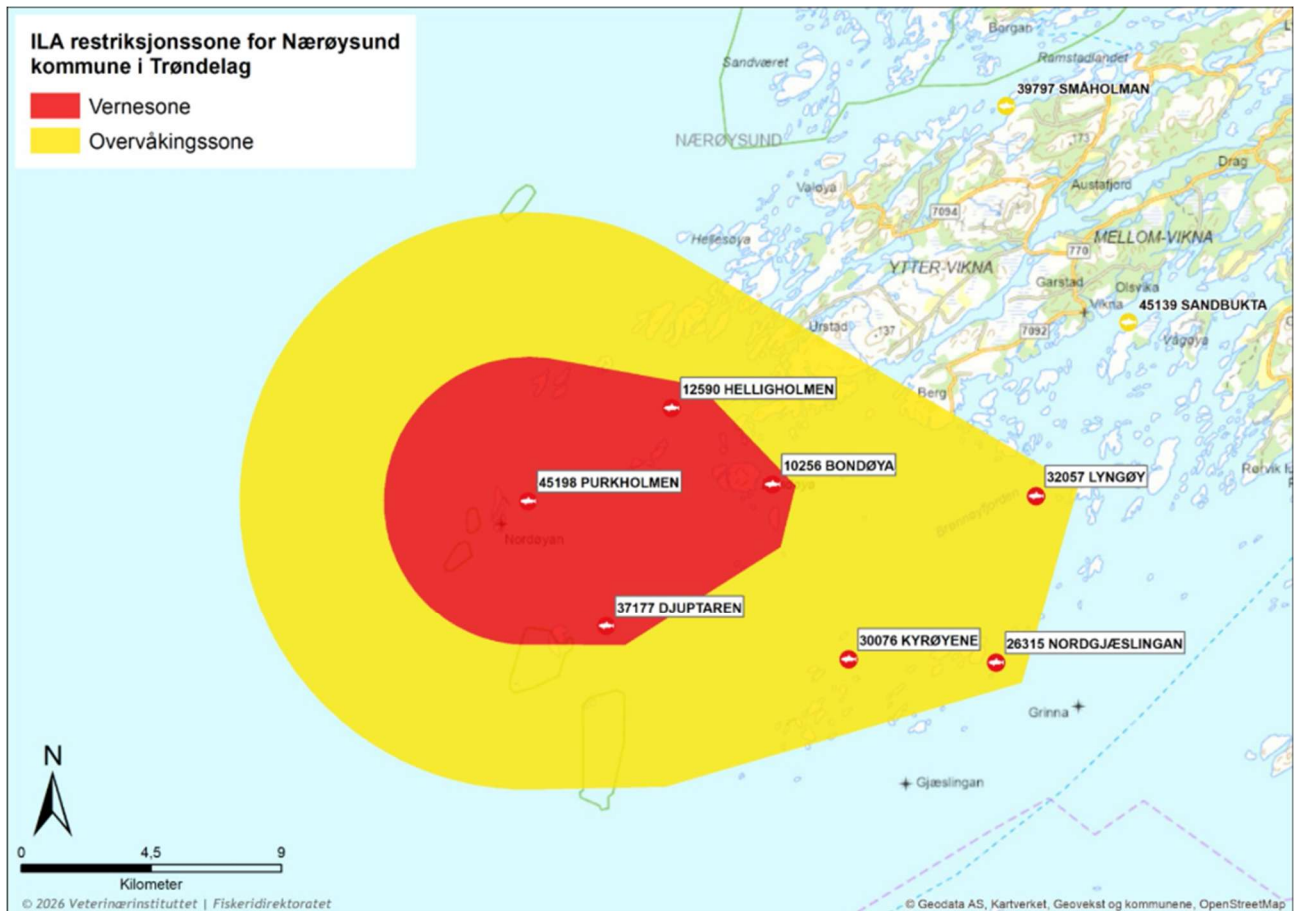 ILA restriksjonssone for Nærøysund
kommune i Trøndelag
Vernesone
Overvåkingssone
Borgan
Sandværet
Ramstadlandet
39797 SMÅHOLMAN
NÆRØYSUND
173
Drag
Valøya
Austafjord
7094
Hellesøya
MELLOM-VIKNA
770
YTTER-VIKNA
Garstad
Olsvika
Vikna
45139 SANDBUKTA
Urstad
137
7092
Vågøya
12590 HELLIGHOLMEN
Berg
10256 BONDØYA
32057 LYNGØY
45198 PURKHOLMEN
Brannøyfjorden
Nordøyan
37177 DJUPTAREN
30076 KYRØYENE
26315 NORDGJÆSLINGAN
Grinna
Gjæslingan
N
0 4,5 9
Kilometer
© 2026 Veterinærinstituttet | Fiskeridirektoratet
© Geodata AS, Kartverket, Geovekst og kommunene, OpenStreetMap